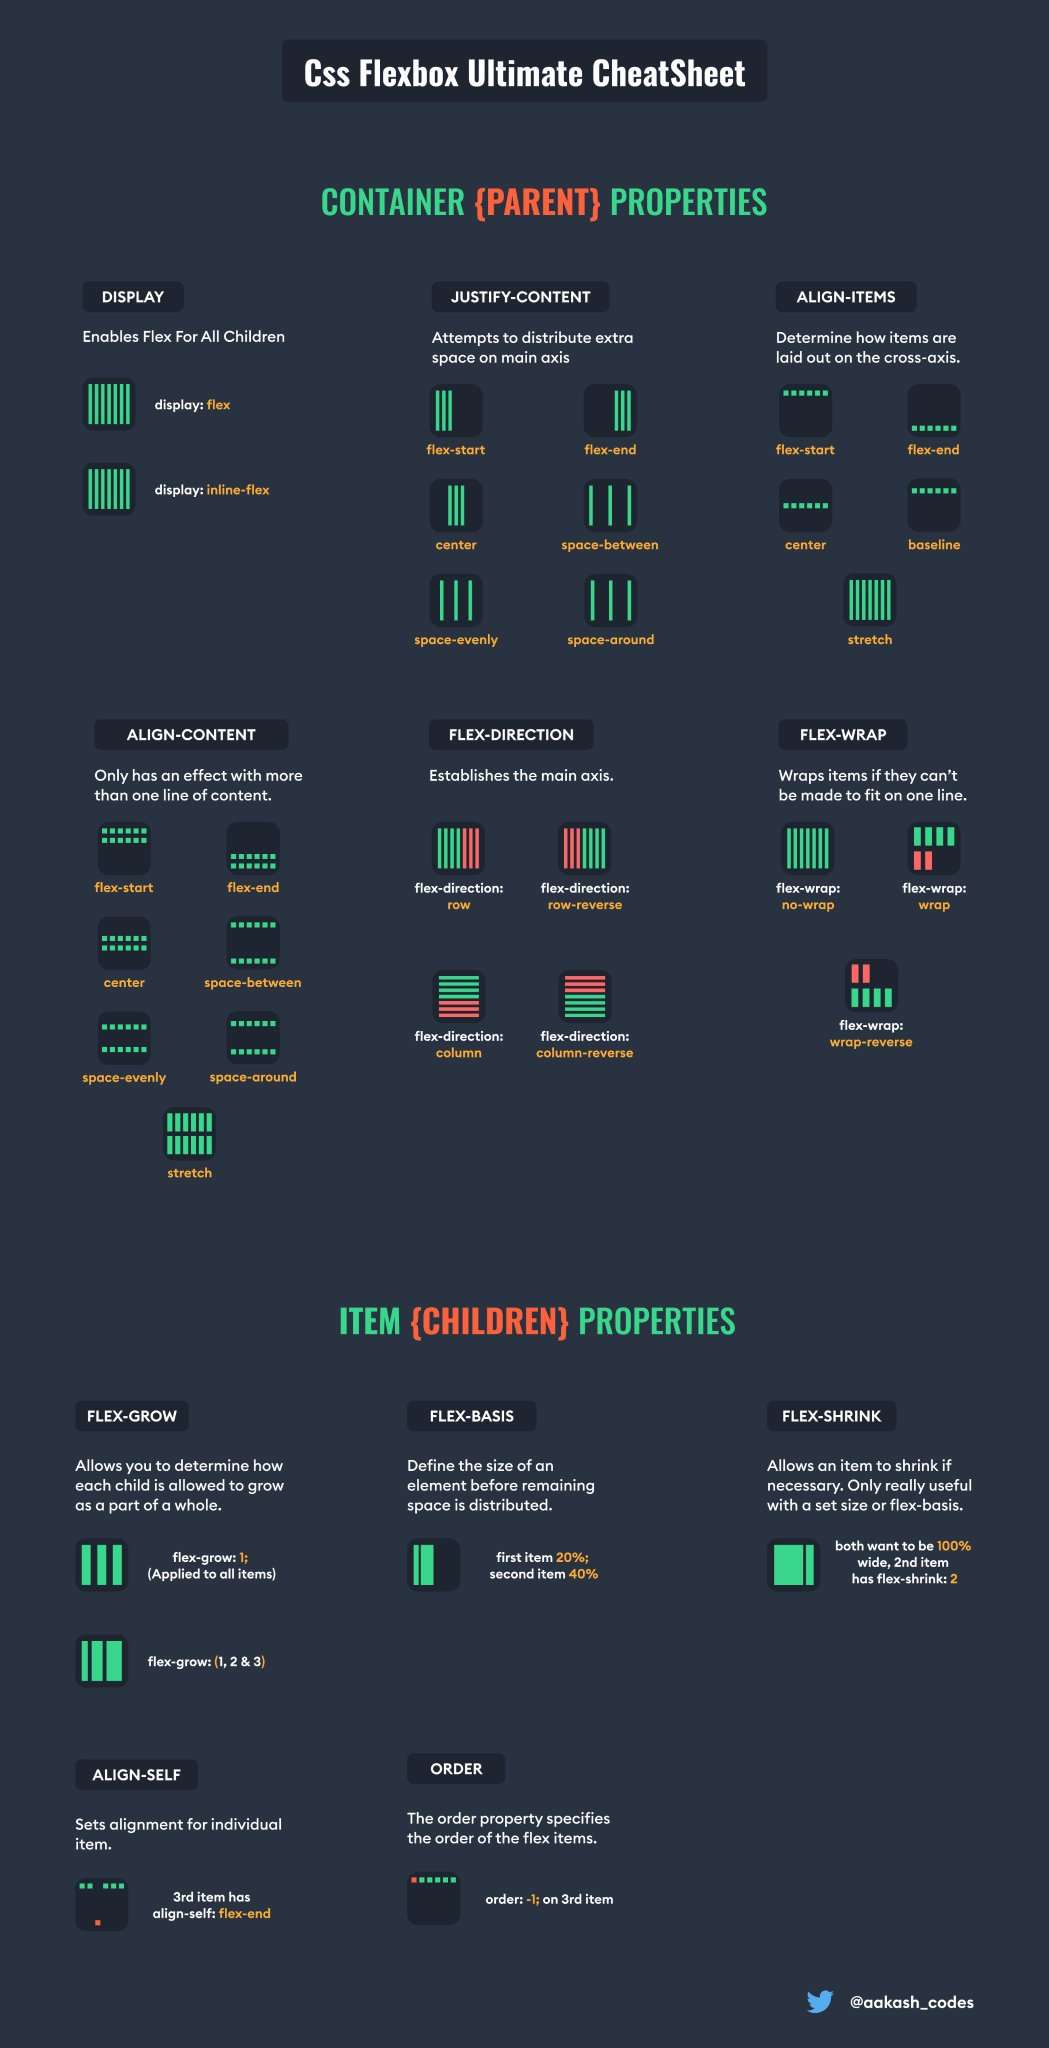 Css Flexbox Ultimate CheatSheet
CONTAINER {PARENT} PROPERTIES
DISPLAY
Enables Flex For All Children
display: flex
display: inline-flex
JUSTIFY-CONTENT
Attempts to distribute extra
space on main axis
flex-start
flex-end
center
space-between
space-evenly
space-around
ALIGN-ITEMS
Determine how items are
laid out on the cross-axis.
flex-start
flex-end
center
baseline
stretch
ALIGN-CONTENT
Only has an effect with more
than one line of content.
flex-start
flex-end
center
space-between
space-evenly
space-around
stretch
FLEX-DIRECTION
Establishes the main axis.
flex-direction:
row
flex-direction:
row-reverse
flex-direction:
column
flex-direction:
column-reverse
FLEX-WRAP
Wraps items if they can't
be made to fit on one line.
flex-wrap:
no-wrap
flex-wrap:
wrap
flex-wrap:
wrap-reverse
ITEM {CHILDREN} PROPERTIES
FLEX-GROW
Allows you to determine how
each child is allowed to grow
as a part of a whole.
flex-grow: 1;
(Applied to all items)
flex-grow: (1, 2 & 3)
FLEX-BASIS
Define the size of an
element before remaining
space is distributed.
first item 20%;
second item 40%
FLEX-SHRINK
Allows an item to shrink if
necessary. Only really useful
with a set size or flex-basis.
both want to be 100%
wide, 2nd item
has flex-shrink: 2
ALIGN-SELF
Sets alignment for individual
item.
3rd item has
align-self: flex-end
ORDER
The order property specifies
the order of the flex items.
order: -1; on 3rd item
@aakash_codes